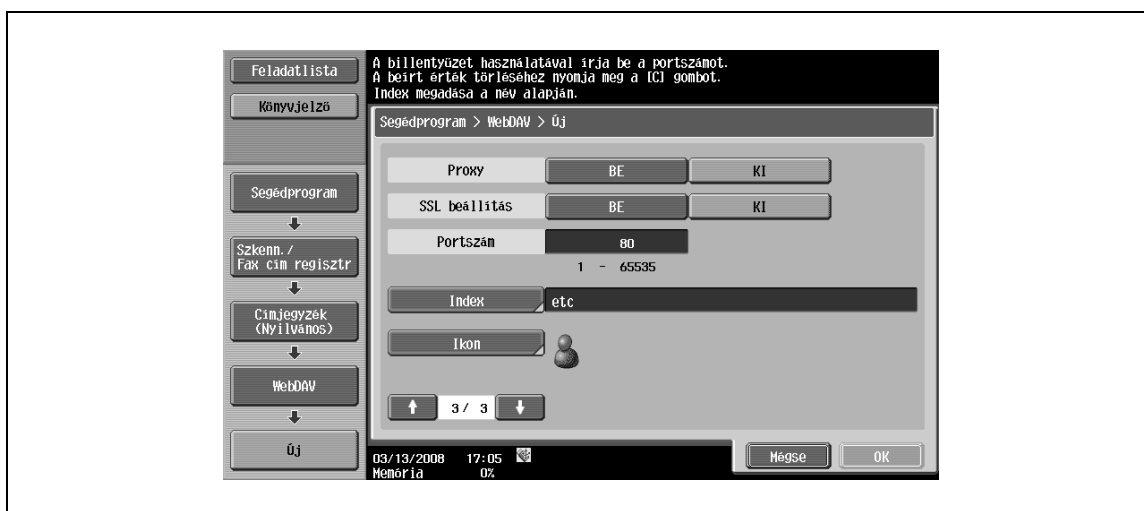 Feladatlista
Könyvjelző
Segédprogram
Szkenn./
Fax cím regisztr
Címjegyzék
(Nyilvános)
WebDAV
Új
A billentyűzet használatával írja be a portszámot.
A beírt érték törléséhez nyomja meg a [C] gombot.
Index megadása a név alapján.
Segédprogram > WebDAV > Új
Proxy BE KI
SSL beállítás BE KI
Portszám 80
1 - 65535
Index etc
Ikon
3/ 3
03/13/2008 17:05
Memória 0%
Mégse OK